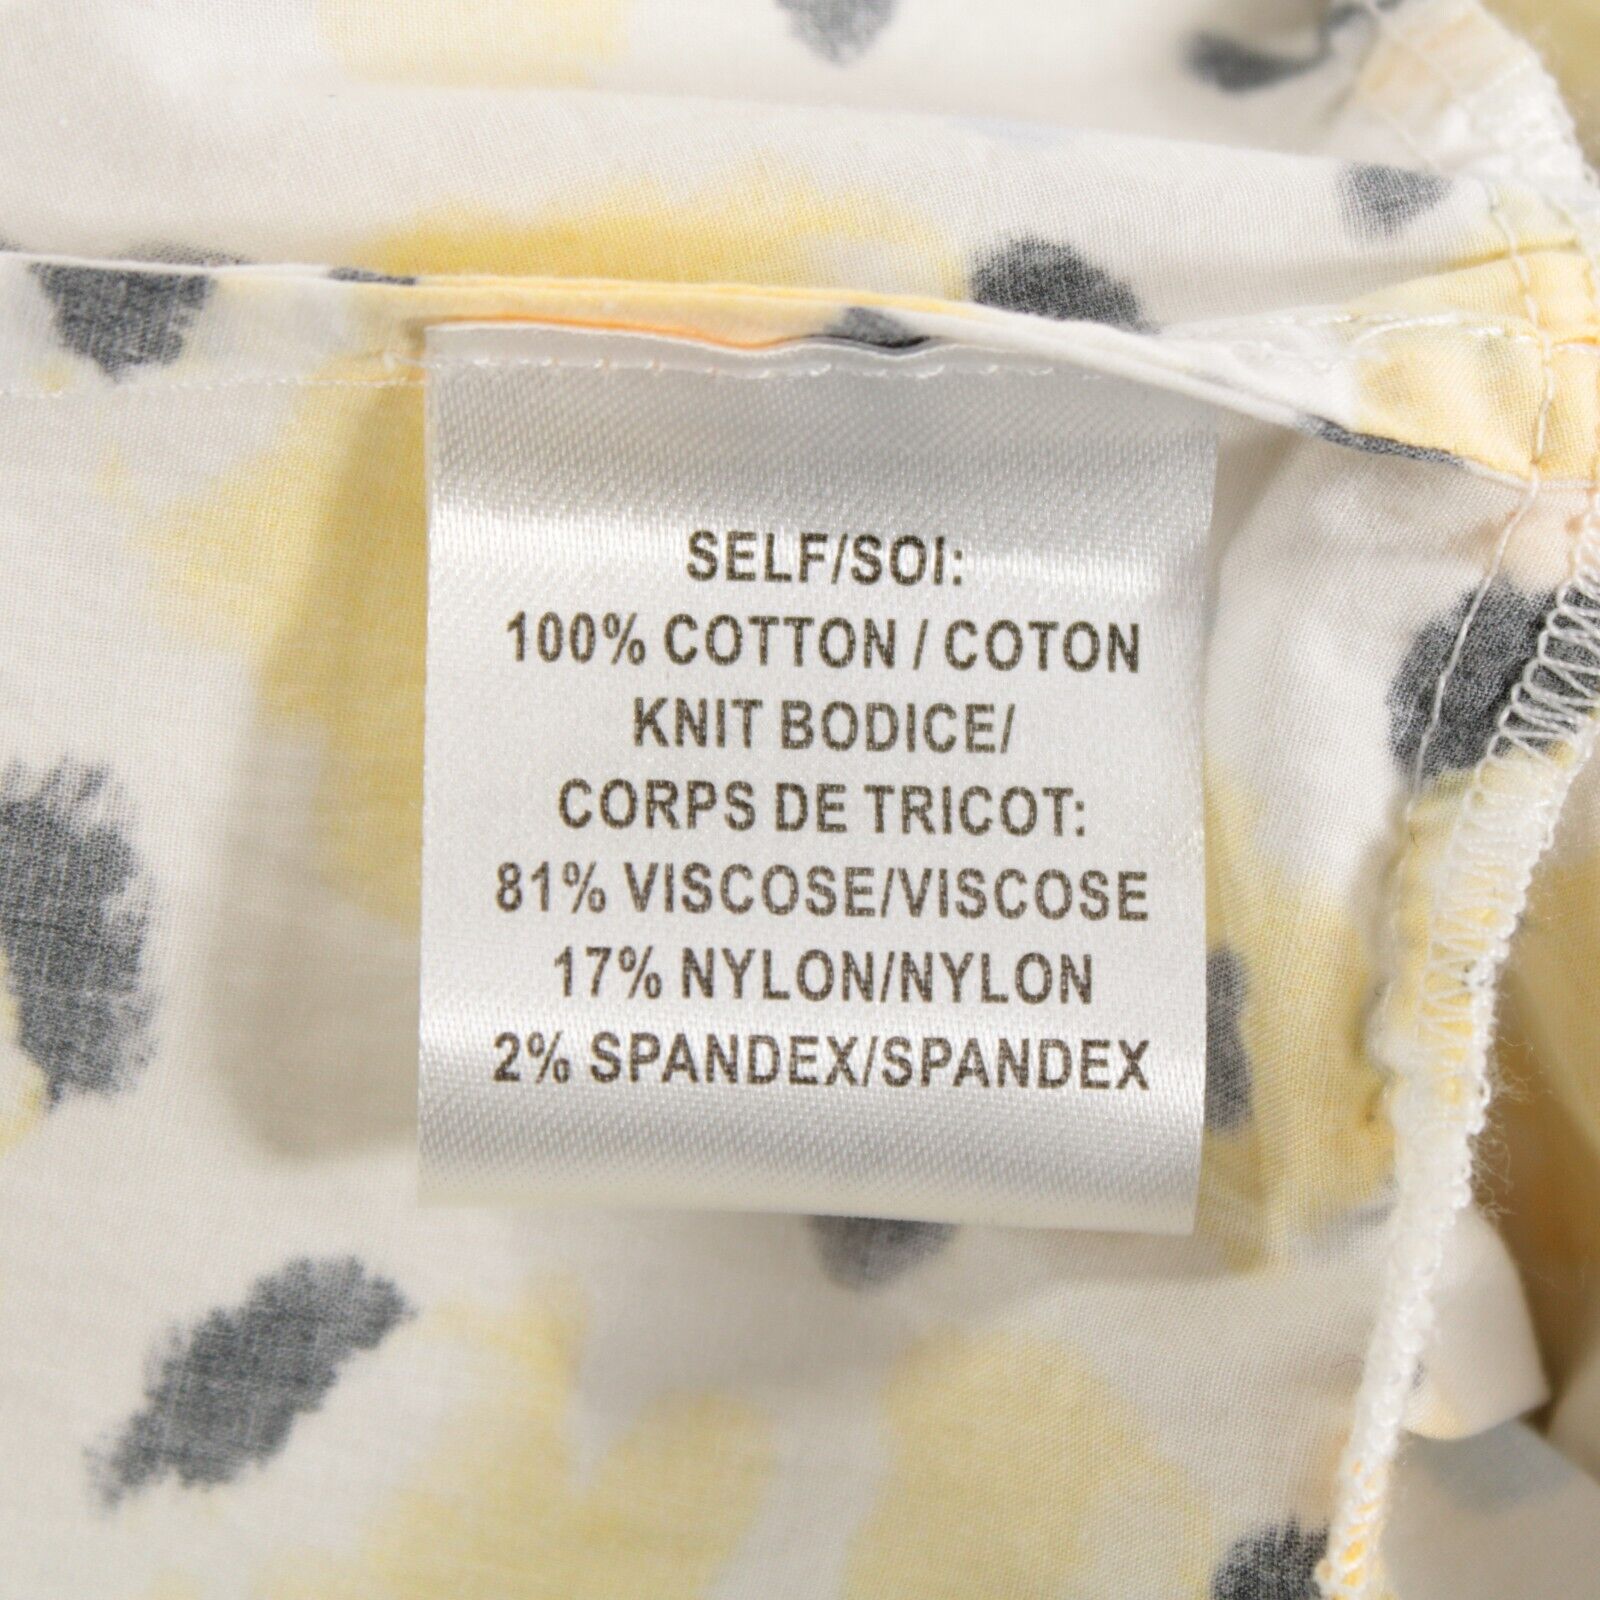 SELF/SOI:
100% COTTON / COTON
KNIT BODICE/
CORPS DE TRICOT:
81% VISCOSE/VISCOSE
17% NYLON/NYLON
2% SPANDEX/SPANDEX